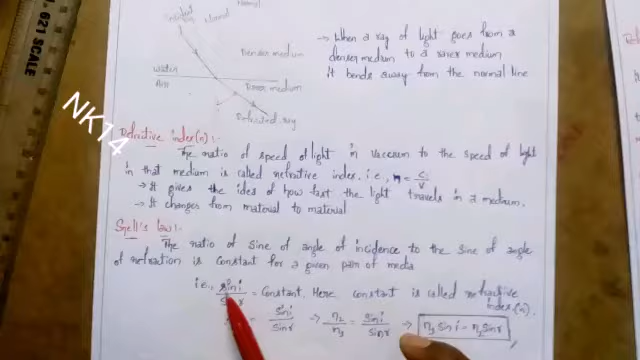 Normal
Incident ray
Normal
→ When a ray of light goes from a
denser medium to a rarer medium
it bends away from the normal line
Denser medium
Water
Air
Rarer medium
Refracted ray
NK14
Refractive index(n) :-
The ratio of speed of light in vaccum to the speed of light
in that medium is called refractive index. i.e., n = c/v
→ It gives the idea of how fast the light travels in a medium.
→ It changes from material to material
Snell's law :-
The ratio of sine of angle of incidence to the sine of angle
of refraction is constant for a given pair of media
i.e., sin i / sin r = constant. Here constant is called refractive
index.(n).
= sin i / sin r → n2 / n1 = sin i / sin r → n1 sin i = n2 sin r